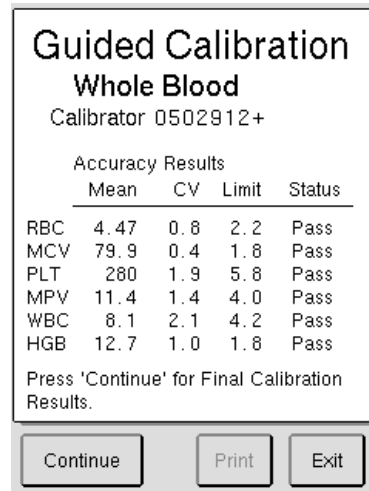 Guided Calibration
Whole Blood
Calibrator 0502912+
Accuracy Results
Mean CV Limit Status
RBC 4.47 0.8 2.2 Pass
MCV 79.9 0.4 1.8 Pass
PLT 280 1.9 5.8 Pass
MPV 11.4 1.4 4.0 Pass
WBC 8.1 2.1 4.2 Pass
HGB 12.7 1.0 1.8 Pass
Press 'Continue' for Final Calibration
Results.
Continue Print Exit